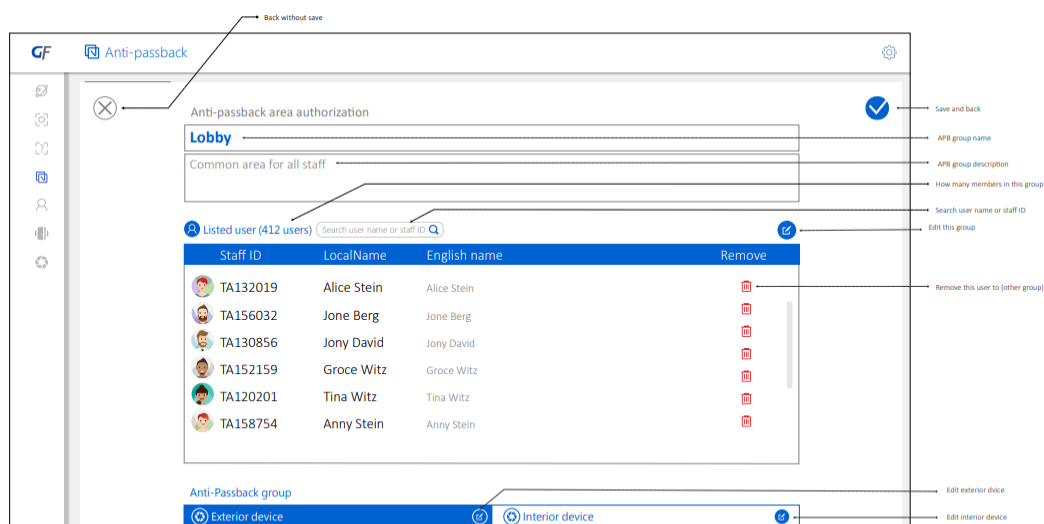 Back without save
GF
Anti-passback
Anti-passback area authorization
Save and back
Lobby
APB group name
Common area for all staff
APB group description
How many members in this group
Search user name or staff ID
Listed user (412 users)
Search user name or staff ID
Edit this group
Staff ID LocalName English name Remove
TA132019 Alice Stein Alice Stein
Remove this user to (other group)
TA156032 Jone Berg Jone Berg
TA130856 Jony David Jony David
TA152159 Groce Witz Groce Witz
TA120201 Tina Witz Tina Witz
TA158754 Anny Stein Anny Stein
Anti-Passback group
Edit exterior dvice
Exterior device
Interior device
Edit interior device